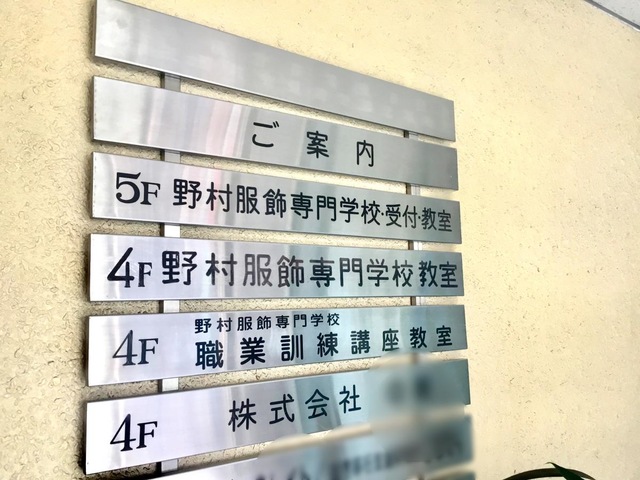 ご案内
5F 野村服飾専門学校・受付・教室
4F 野村服飾専門学校教室
野村服飾専門学校
4F 職業訓練講座教室
4F 株式会社